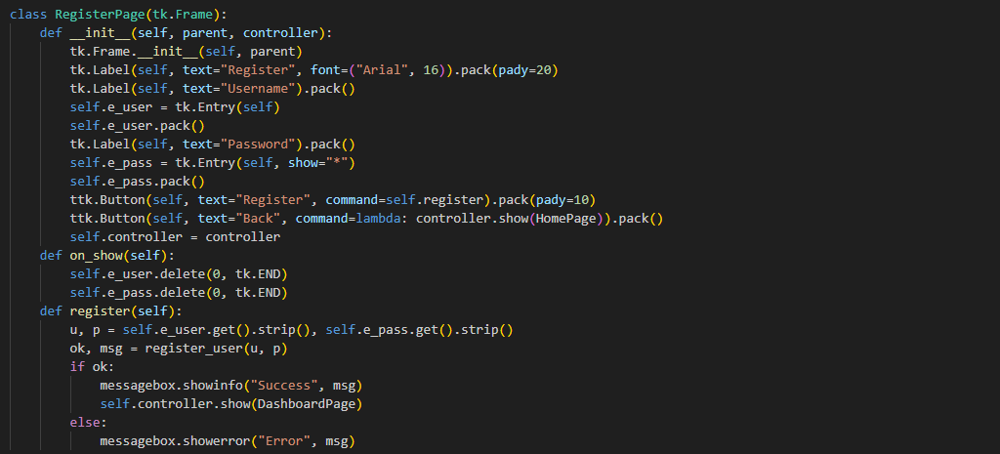 class RegisterPage(tk.Frame):
    def __init__(self, parent, controller):
        tk.Frame.__init__(self, parent)
        tk.Label(self, text="Register", font=("Arial", 16)).pack(pady=20)
        tk.Label(self, text="Username").pack()
        self.e_user = tk.Entry(self)
        self.e_user.pack()
        tk.Label(self, text="Password").pack()
        self.e_pass = tk.Entry(self, show="*")
        self.e_pass.pack()
        ttk.Button(self, text="Register", command=self.register).pack(pady=10)
        ttk.Button(self, text="Back", command=lambda: controller.show(HomePage)).pack()
        self.controller = controller
    def on_show(self):
        self.e_user.delete(0, tk.END)
        self.e_pass.delete(0, tk.END)
    def register(self):
        u, p = self.e_user.get().strip(), self.e_pass.get().strip()
        ok, msg = register_user(u, p)
        if ok:
            messagebox.showinfo("Success", msg)
            self.controller.show(DashboardPage)
        else:
            messagebox.showerror("Error", msg)